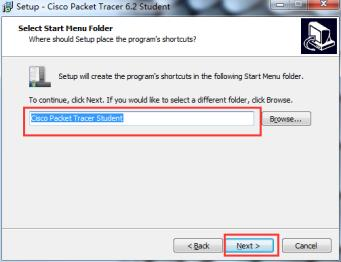 Setup - Cisco Packet Tracer 6.2 Student
Select Start Menu Folder
Where should Setup place the program's shortcuts?
Setup will create the program's shortcuts in the following Start Menu folder.
To continue, click Next. If you would like to select a different folder, click Browse.
Cisco Packet Tracer Student
Browse...
< Back
Next >
Cancel